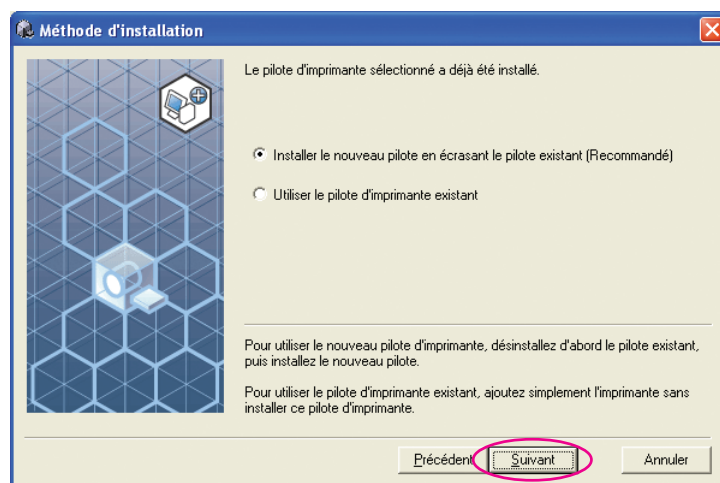 Méthode d'installation
Le pilote d'imprimante sélectionné a déjà été installé.
Installer le nouveau pilote en écrasant le pilote existant (Recommandé)
Utiliser le pilote d'imprimante existant
Pour utiliser le nouveau pilote d'imprimante, désinstallez d'abord le pilote existant,
puis installez le nouveau pilote.
Pour utiliser le pilote d'imprimante existant, ajoutez simplement l'imprimante sans
installer ce pilote d'imprimante.
Précédent Suivant Annuler